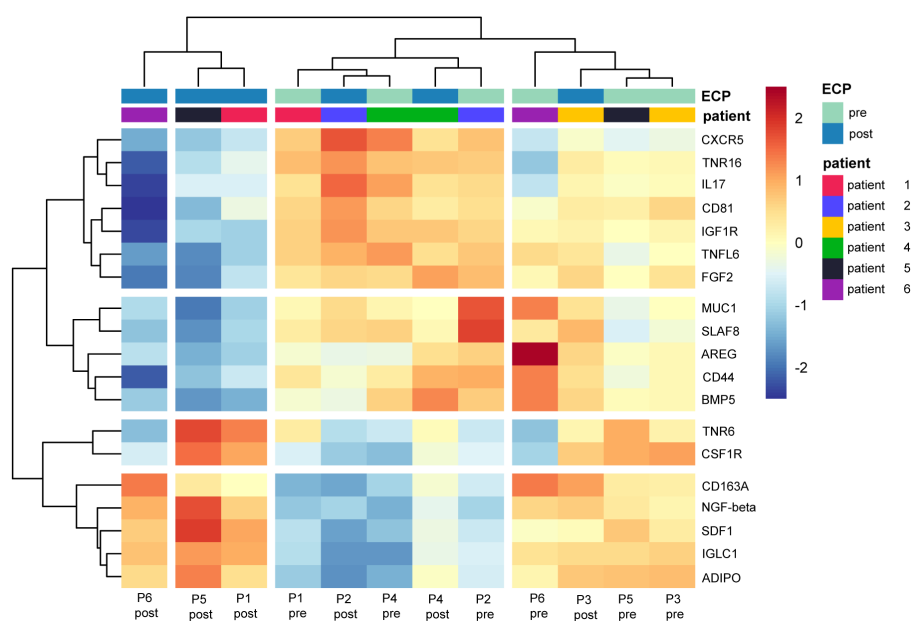 ECP
patient
CXCR5
TNR16
IL17
CD81
IGF1R
TNFL6
FGF2
MUC1
SLAF8
AREG
CD44
BMP5
TNR6
CSF1R
CD163A
NGF-beta
SDF1
IGLC1
ADIPO
P6 P5 P1 P1 P2 P4 P4 P2 P6 P3 P5 P3
post post post pre post pre post pre pre post pre pre
2
1
0
-1
-2
ECP
pre
post
patient
patient 1
patient 2
patient 3
patient 4
patient 5
patient 6